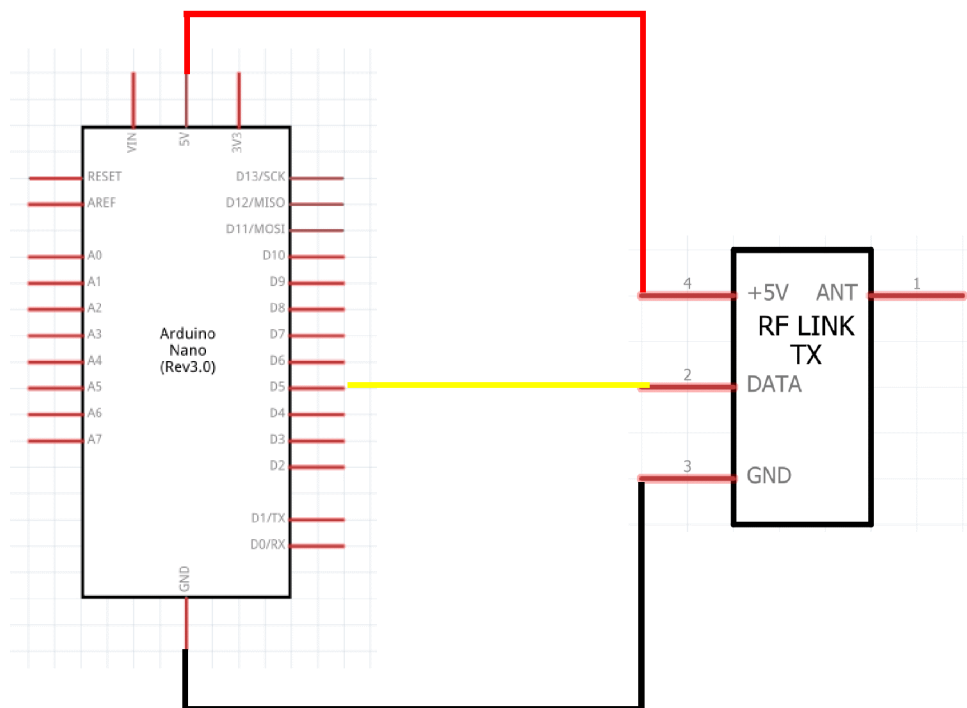 VIN
5V
3V3
RESET
AREF
A0
A1
A2
A3
A4
A5
A6
A7
Arduino
Nano
(Rev3.0)
D13/SCK
D12/MISO
D11/MOSI
D10
D9
D8
D7
D6
D5
D4
D3
D2
D1/TX
D0/RX
GND
4
2
3
+5V
ANT
1
RF LINK
TX
DATA
GND